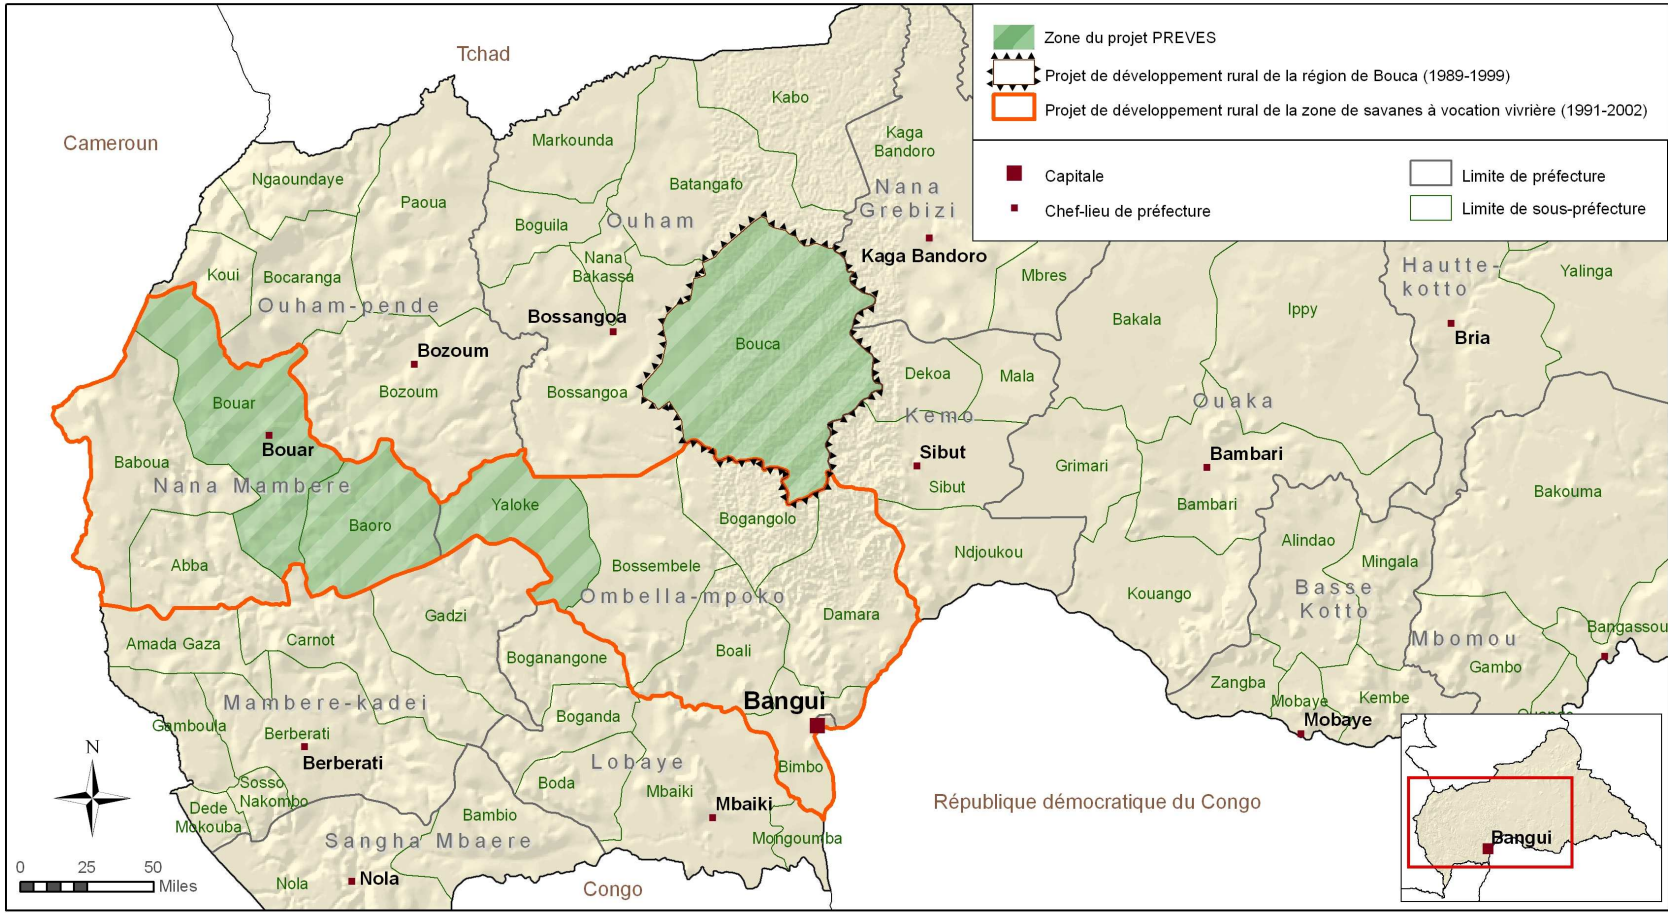 Zone du projet PREVES
Projet de développement rural de la région de Bouca (1989-1999)
Projet de développement rural de la zone de savanes à vocation vivrière (1991-2002)
Capitale
Chef-lieu de préfecture
Limite de préfecture
Limite de sous-préfecture
Tchad
Cameroun
Kabo
Markounda
Kaga
Bandoro
Ngaoundaye
Paoua
Batangafo
Nana
Grebizi
Boguila
Ouham
Kaga Bandoro
Koui
Bocaranga
Nana
Bakassa
Mbres
Hautte-
kotto
Yalinga
Ouham-pende
Bossangoa
Bakala
Ippy
Bria
Bozoum
Bouca
Bozoum
Bossangoa
Dekoa
Mala
Bouar
Kemo
Ouaka
Bouar
Sibut
Bambari
Baboua
Grimari
Nana Mambere
Sibut
Bakouma
Baoro
Yaloke
Bogangolo
Bambari
Abba
Bossembele
Ndjoukou
Alindao
Mingala
Ombella-mpoko
Kouango
Basse
Kotto
Gadzi
Damara
Amada Gaza
Carnot
Boganangone
Boali
Mbomou
Bangassou
Gambo
Zangba
Mobaye
Kembe
Mambere-kadei
Bangui
Gamboula
Berberati
Boganda
Mobaye
Berberati
Lobaye
Bimbo
Sosso
Nakombo
Boda
Mbaiki
Dede
Mokouba
Mbaiki
République démocratique du Congo
Bambio
Sangha Mbaere
Mongoumba
Nola
Nola
Congo
N
0 25 50
Miles
Bangui